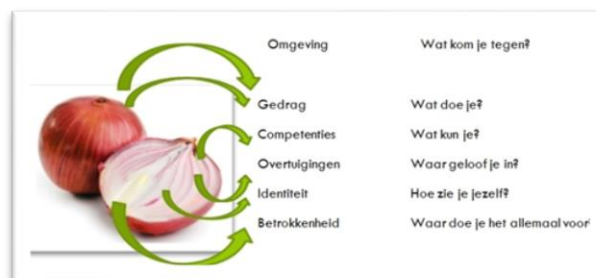 Omgeving Wat kom je tegen?
Gedrag Wat doe je?
Competenties Wat kun je?
Overtuigingen Waar geloof je in?
Identiteit Hoe zie je jezelf?
Betrokkenheid Waar doe je het allemaal voor